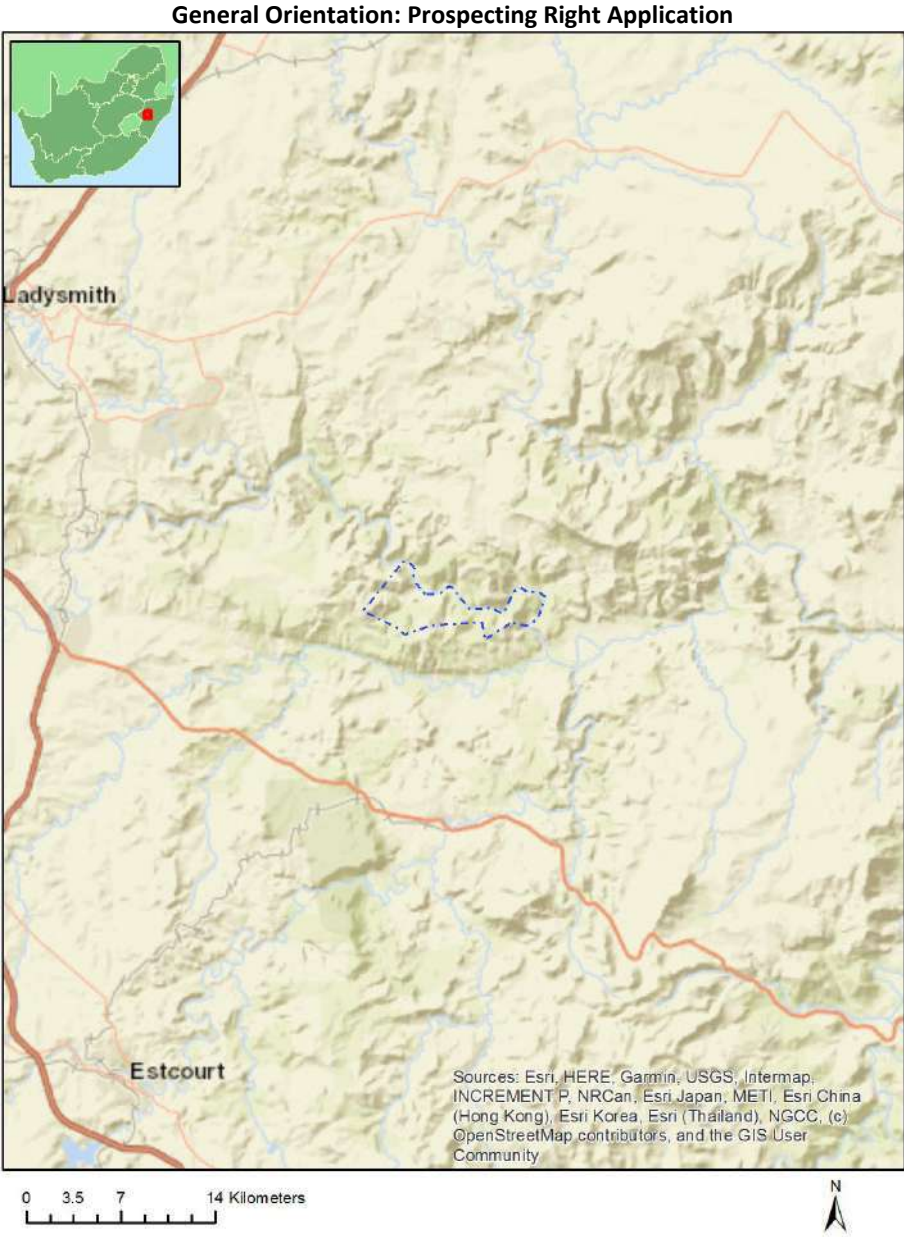 General Orientation: Prospecting Right Application
Ladysmith
Estcourt
Sources: Esri, HERE, Garmin, USGS, Intermap,
INCREMENT P, NRCan, Esri Japan, METI, Esri China
(Hong Kong), Esri Korea, Esri (Thailand), NGCC, (c)
OpenStreetMap contributors, and the GIS User
Community
0 3.5 7 14 Kilometers
N